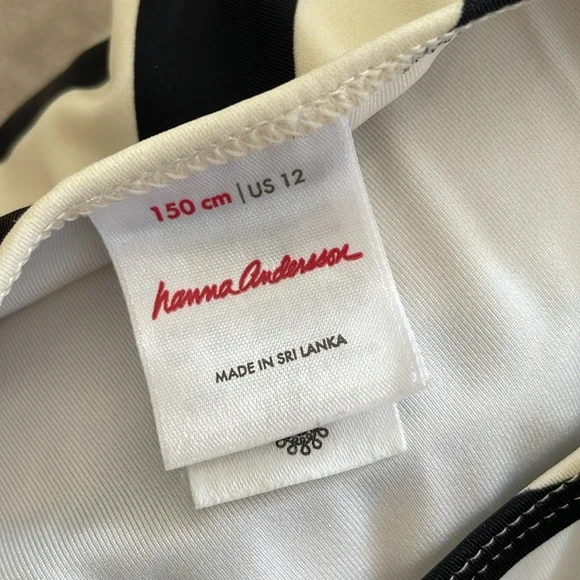 150 cm | US 12
hanna Andersson
MADE IN SRI LANKA